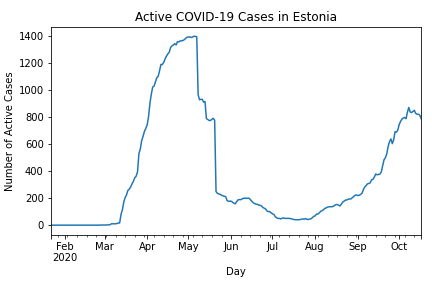 Active COVID-19 Cases in Estonia
Number of Active Cases
1400
1200
1000
800
600
400
200
0
Feb Mar Apr May Jun Jul Aug Sep Oct
2020
Day